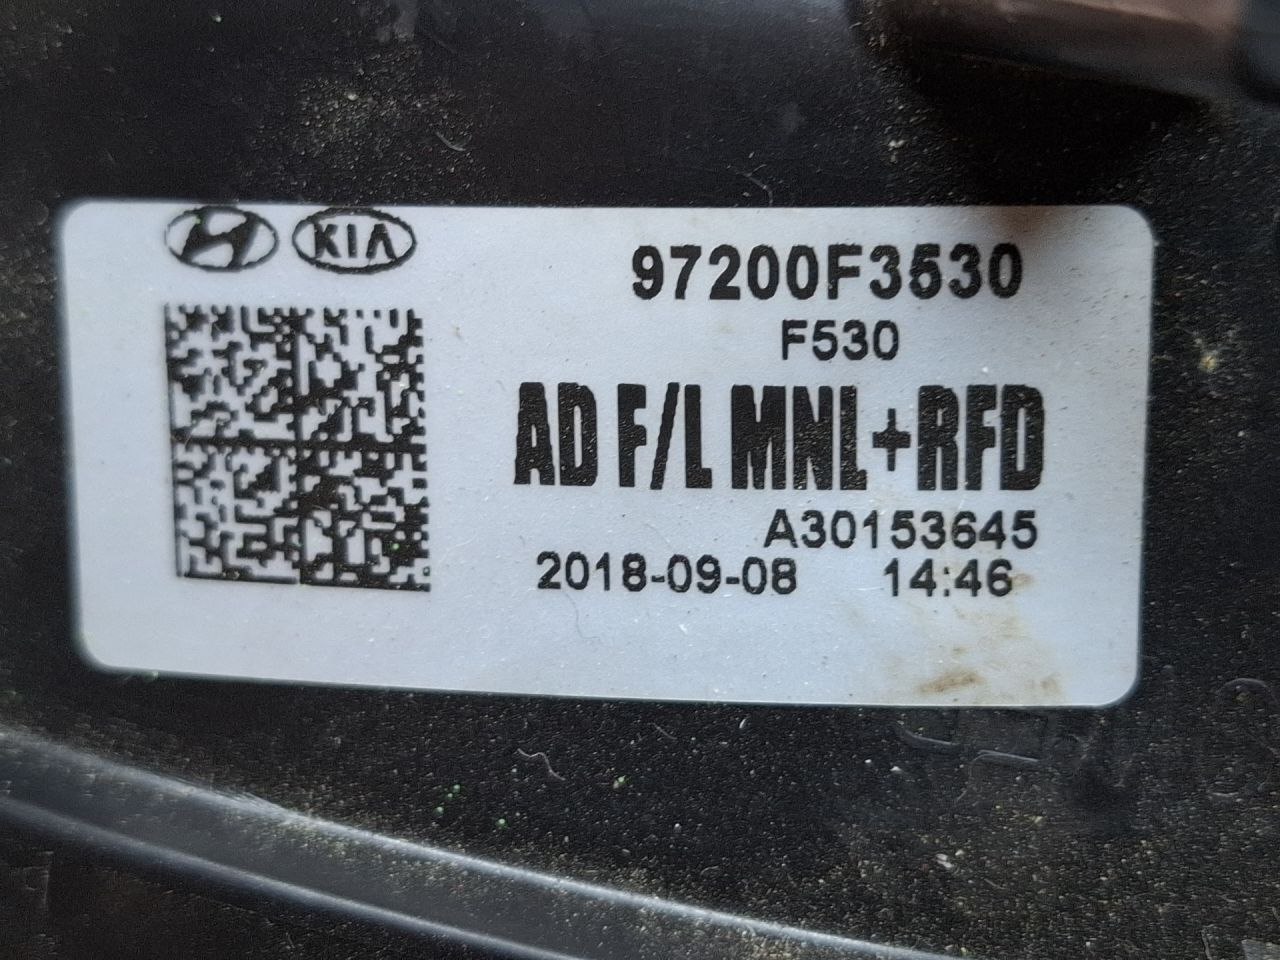 KIA
97200F3530
F530
AD F/L MNL+RFD
A30153645
2018-09-08 14:46